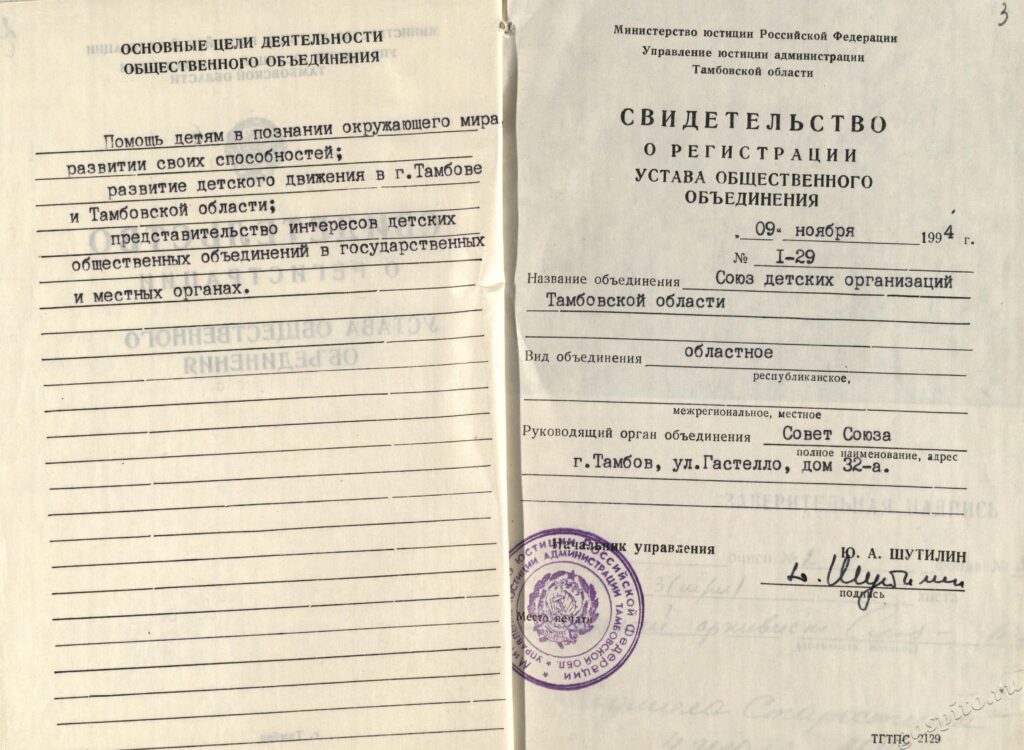 ОСНОВНЫЕ ЦЕЛИ ДЕЯТЕЛЬНОСТИ
ОБЩЕСТВЕННОГО ОБЪЕДИНЕНИЯ
Помощь детям в познании окружающего мира,
развитии своих способностей;
развитие детского движения в г.Тамбове
и Тамбовской области;
представительство интересов детских
общественных объединений в государственных
и местных органах.
3
Министерство юстиции Российской Федерации
Управление юстиции администрации
Тамбовской области
СВИДЕТЕЛЬСТВО
О РЕГИСТРАЦИИ
УСТАВА ОБЩЕСТВЕННОГО
ОБЪЕДИНЕНИЯ
09 ноября 1994 г.
№ I-29
Название объединения Союз детских организаций
Тамбовской области
Вид объединения областное
республиканское,
межрегиональное, местное
Руководящий орган объединения Совет Союза
полное наименование, адрес
г.Тамбов, ул.Гастелло, дом 32-а.
Начальник управления Ю. А. ШУТИЛИН
Ю. Шутилин
подпись
Место печати
ТГТПС 2129